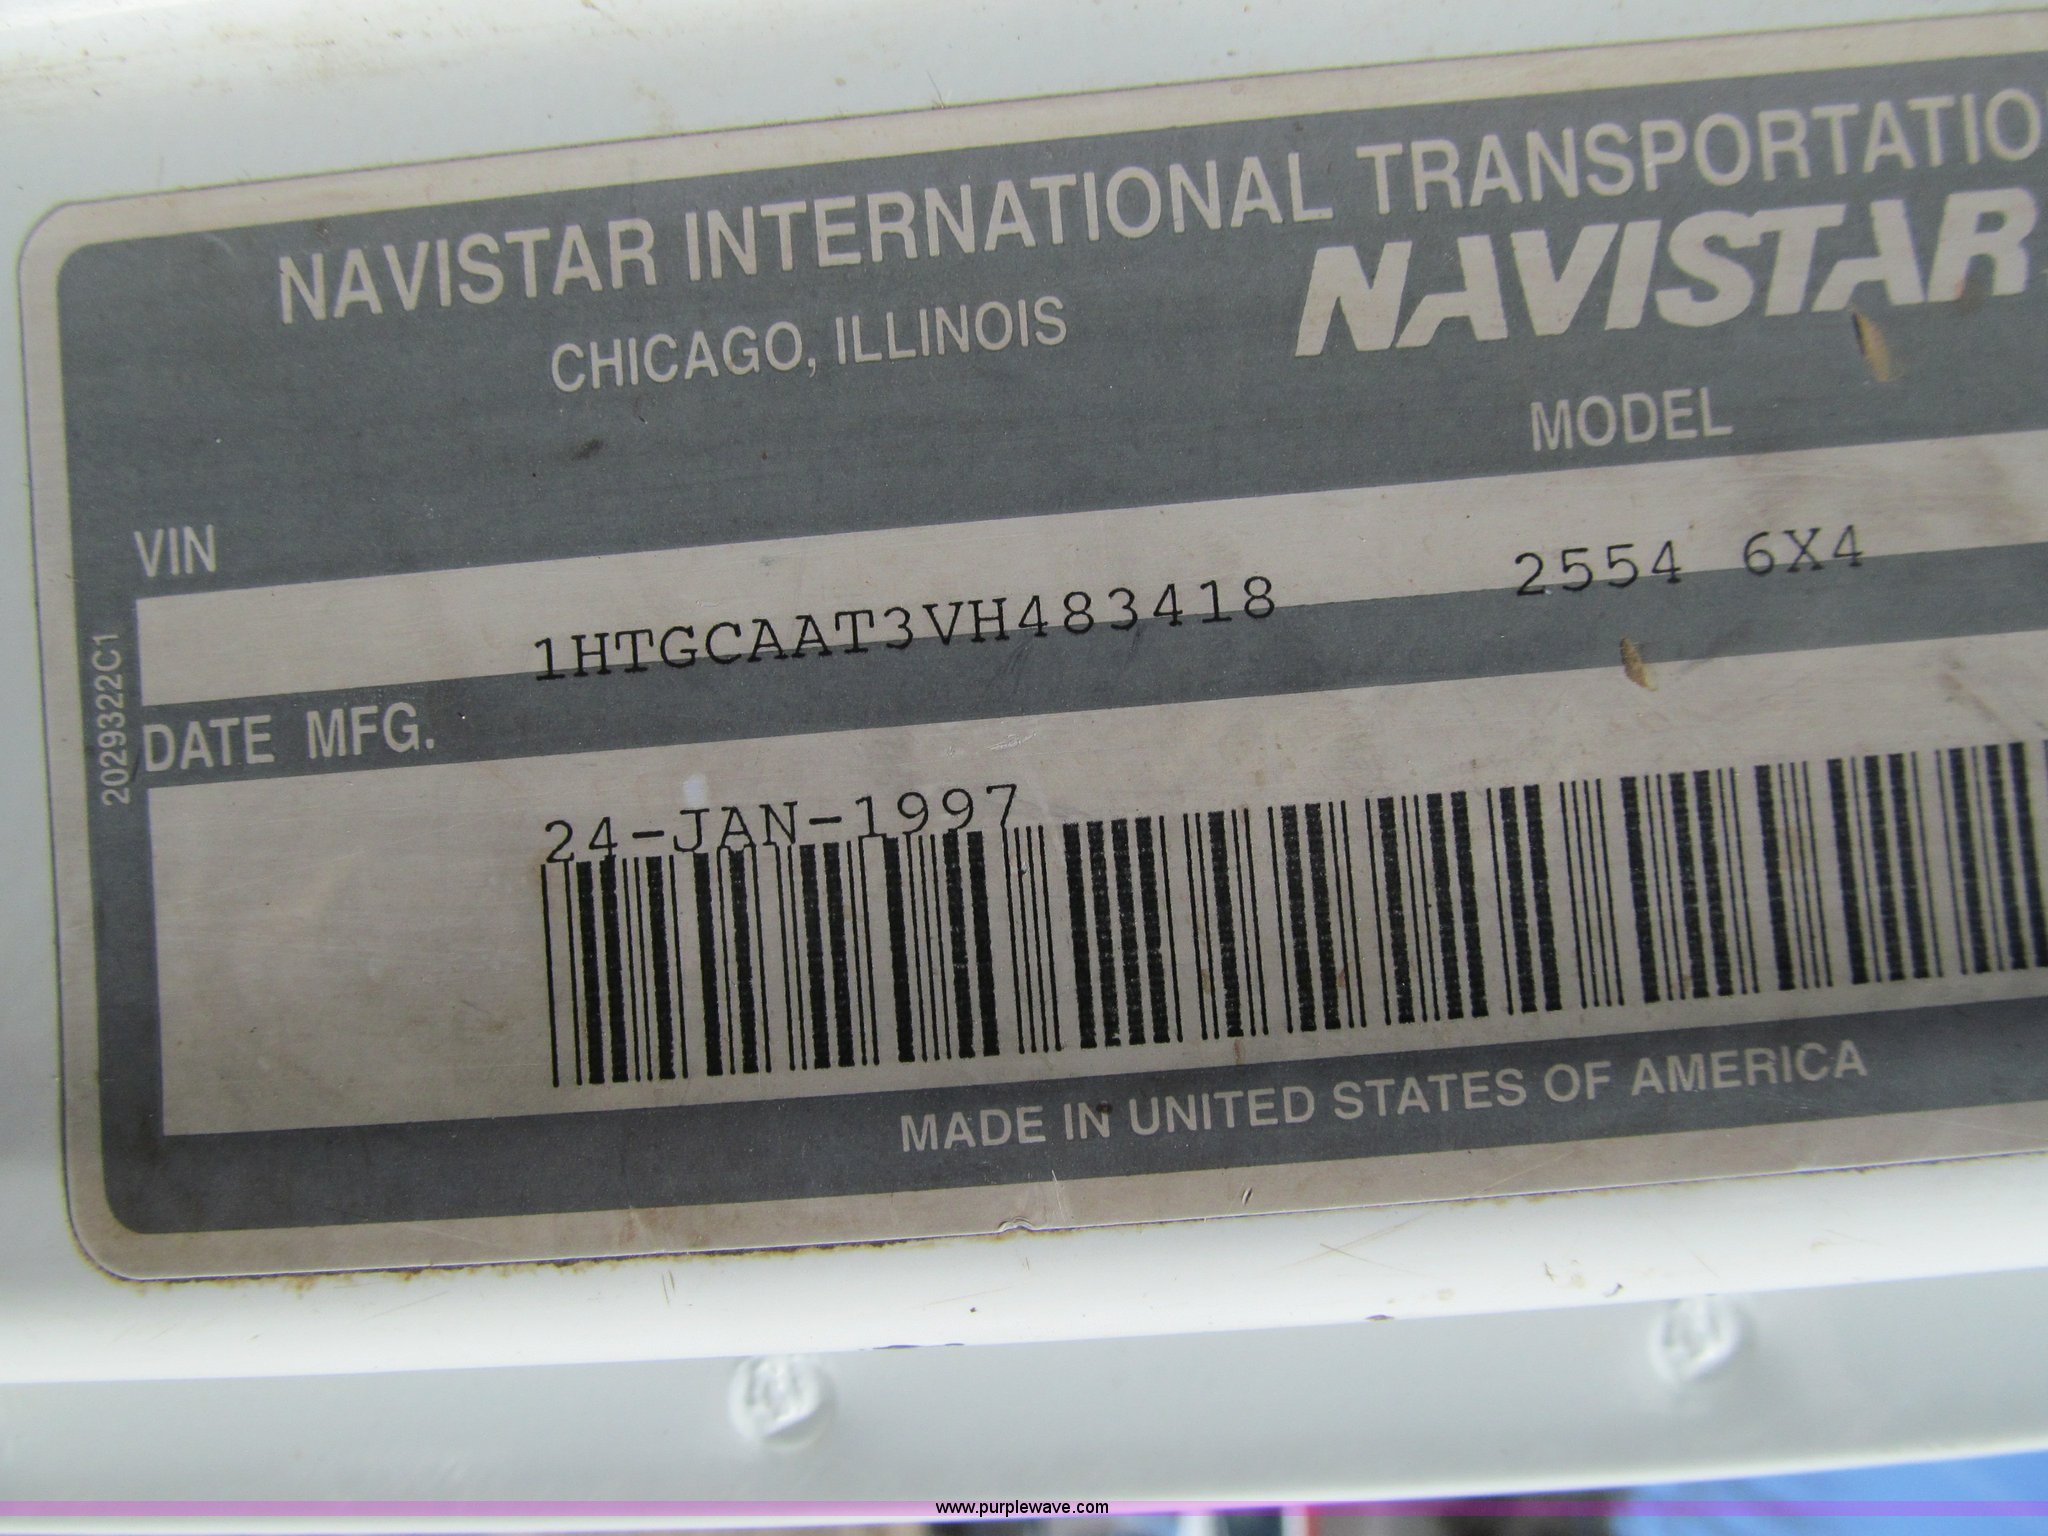 NAVISTAR INTERNATIONAL TRANSPORTATIO
CHICAGO, ILLINOIS
NAVISTAR
MODEL
VIN
1HTGCAAT3VH483418
2554 6X4
DATE MFG.
24-JAN-1997
2029322C1
MADE IN UNITED STATES OF AMERICA
www.purplewave.com